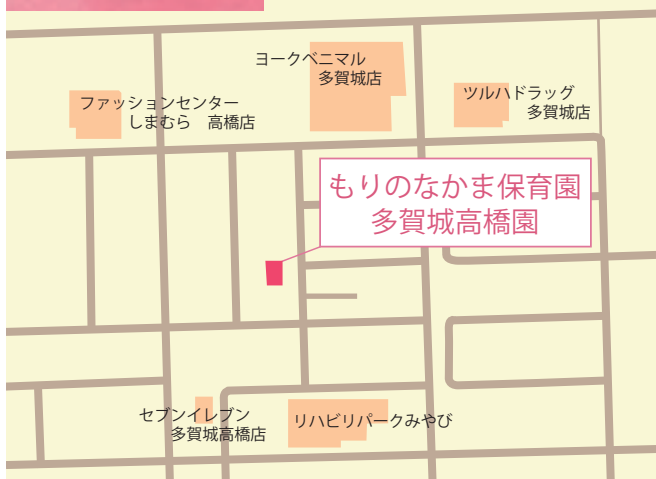 ヨークベニマル
多賀城店
ファッションセンター
しまむら　高橋店
ツルハドラッグ
多賀城店
もりのなかま保育園
多賀城高橋園
セブンイレブン
多賀城高橋店
リハビリパークみやび